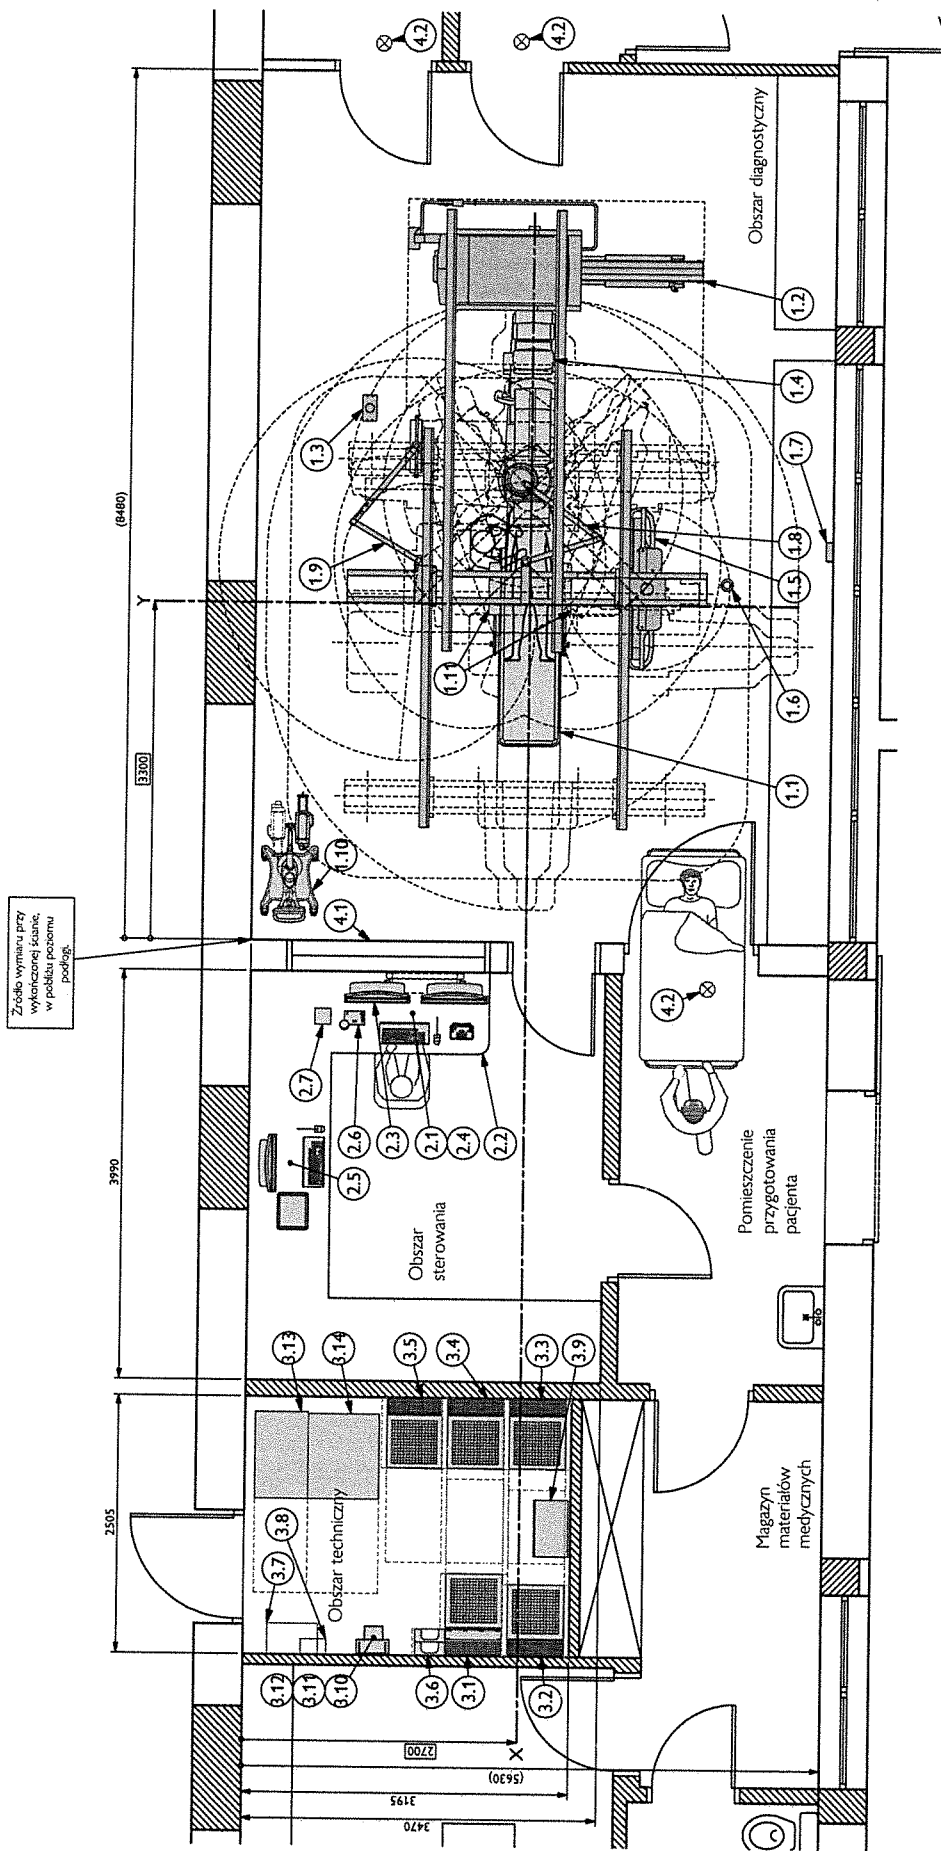 4.2
4.2
(8480)
Obszar diagnostyczny
1.2
1.3
1.4
1.7
1.9
1.8
1.5
Y
3300
1.11
1.6
1.1
1.10
Źródło wymiaru przy
wykończonej ścianie,
w pobliżu poziomu
podłogi.
4.1
4.2
2.7
2.6
2.3
2.1
2.4
2.2
3990
2.5
Obszar
sterowania
Pomieszczenie
przygotowania
pacjenta
3.13
3.14
3.5
3.4
3.3
3.9
2505
3.8
3.7
Obszar techniczny
Magazyn
materiałów
medycznych
3.12
3.11
3.10
3.6
3.1
3.2
2700
X
(5630)
3195
3470